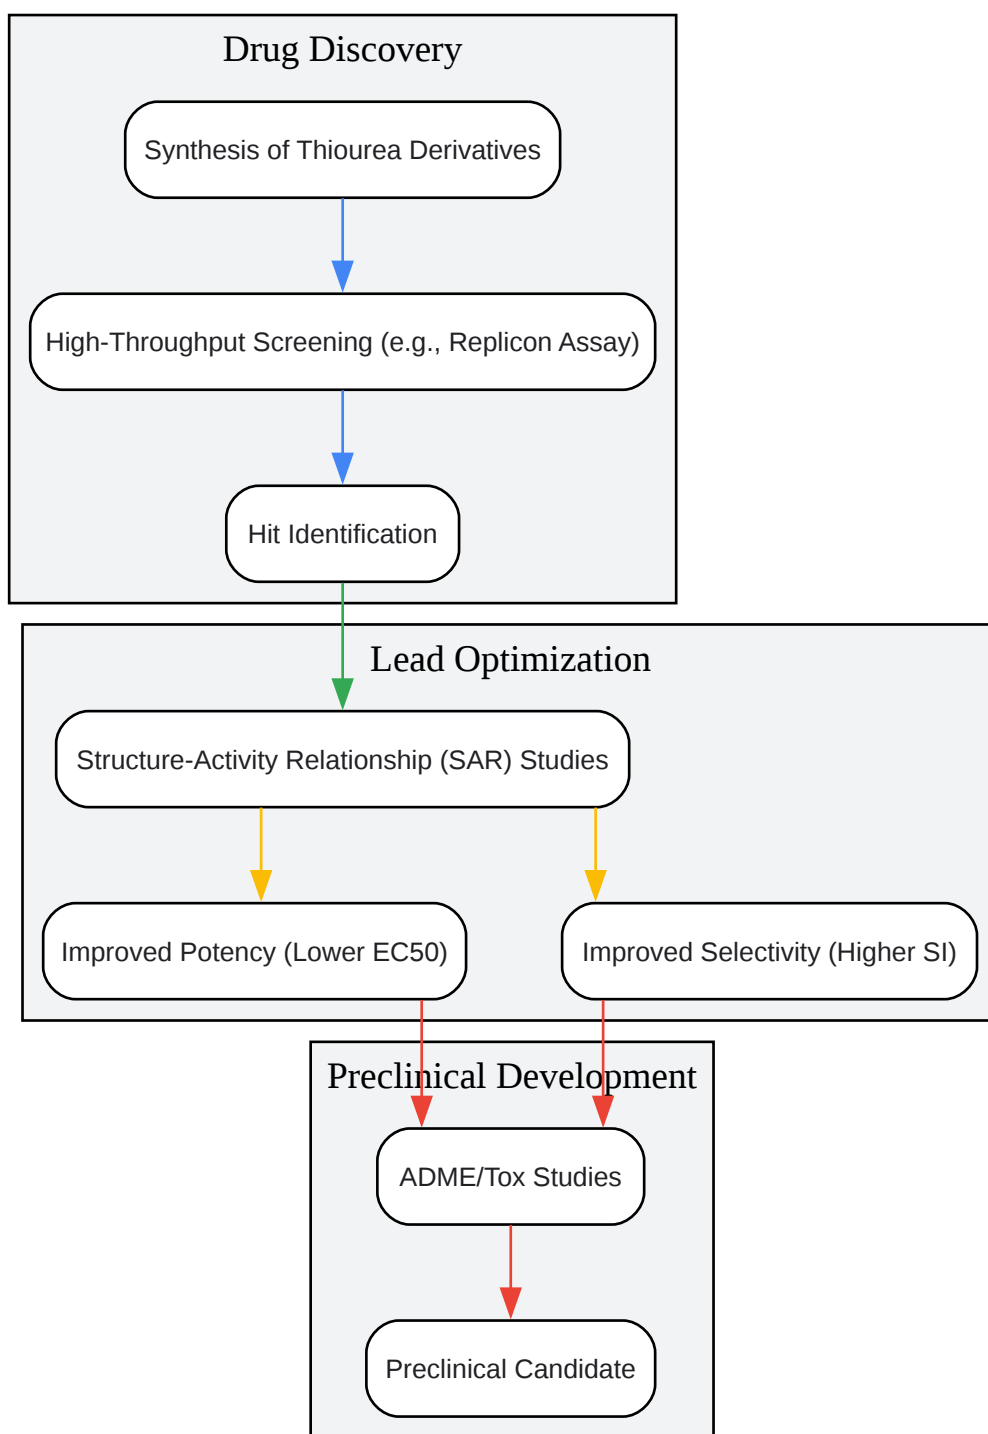 Drug Discovery
Synthesis of Thiourea Derivatives
High-Throughput Screening (e.g., Replicon Assay)
Hit Identification
Lead Optimization
Structure-Activity Relationship (SAR) Studies
Improved Potency (Lower EC50)
Improved Selectivity (Higher SI)
Preclinical Development
ADME/Tox Studies
Preclinical Candidate